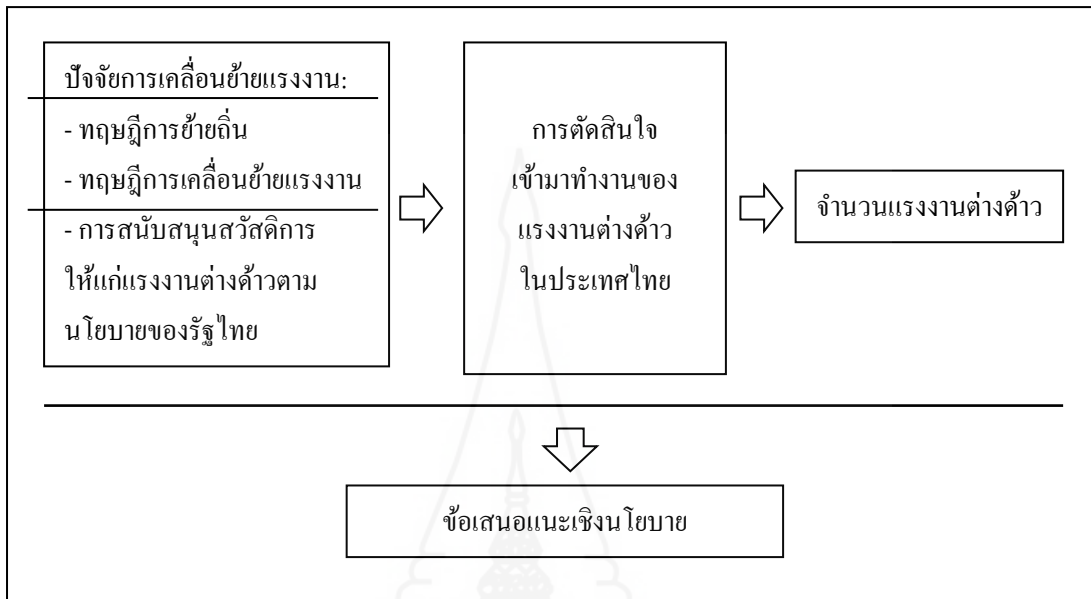 ปัจจัยการเคลื่อนย้ายแรงงาน:
- ทฤษฎีการย้ายถิ่น
- ทฤษฎีการเคลื่อนย้ายแรงงาน
- การสนับสนุนสวัสดิการ
ให้แก่แรงงานต่างด้าวตาม
นโยบายของรัฐไทย
การตัดสินใจ
เข้ามาทำงานของ
แรงงานต่างด้าว
ในประเทศไทย
จำนวนแรงงานต่างด้าว
ข้อเสนอแนะเชิงนโยบาย